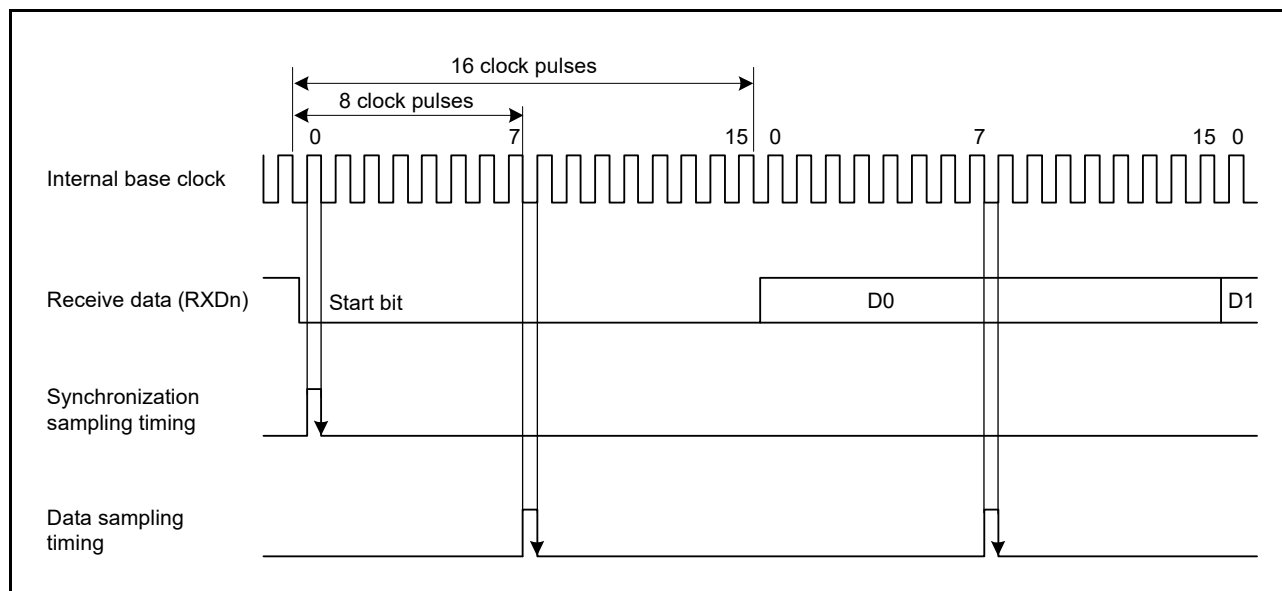 16 clock pulses
8 clock pulses
0 7 15 0 7 15 0
Internal base clock
Receive data (RXDn)
Start bit
D0
D1
Synchronization
sampling timing
Data sampling
timing